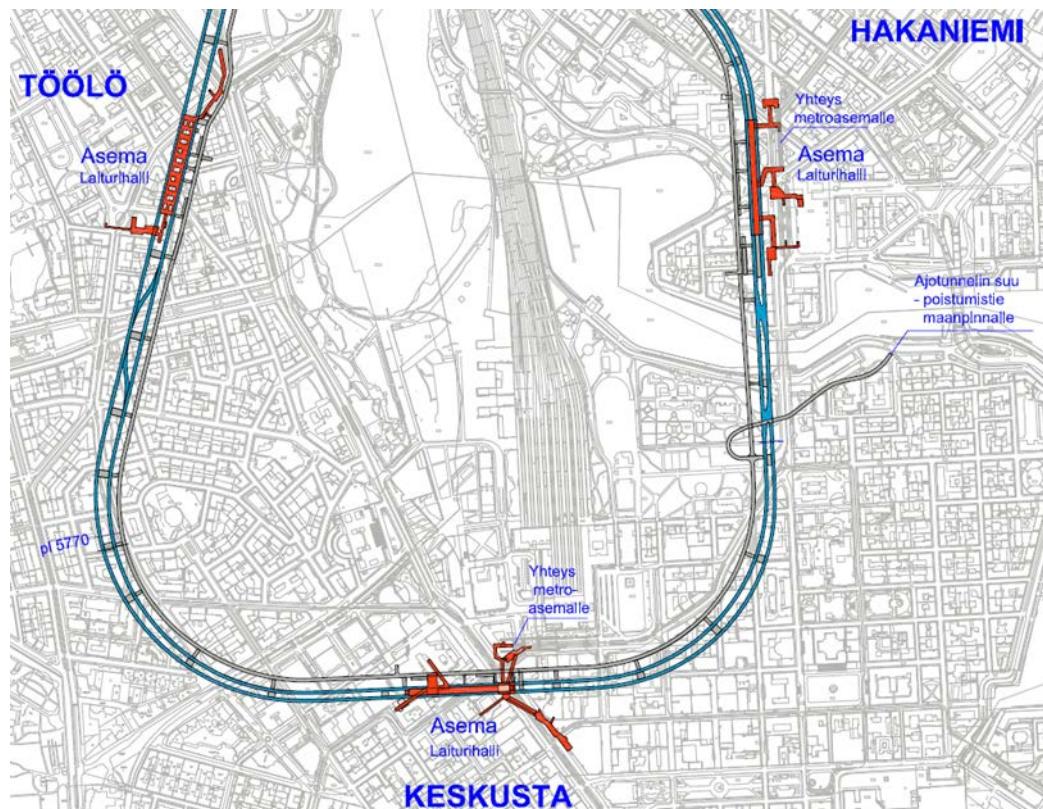 HAKANIEMI
TÖÖLÖ
Yhteys
metroasemalle
Asema
Laiturihalli
Asema
Laiturihalli
Ajotunnelin suu
- poistumistie
maanpinnalle
pl 5770
Yhteys
metro-
asemalle
Asema
Laiturihalli
KESKUSTA